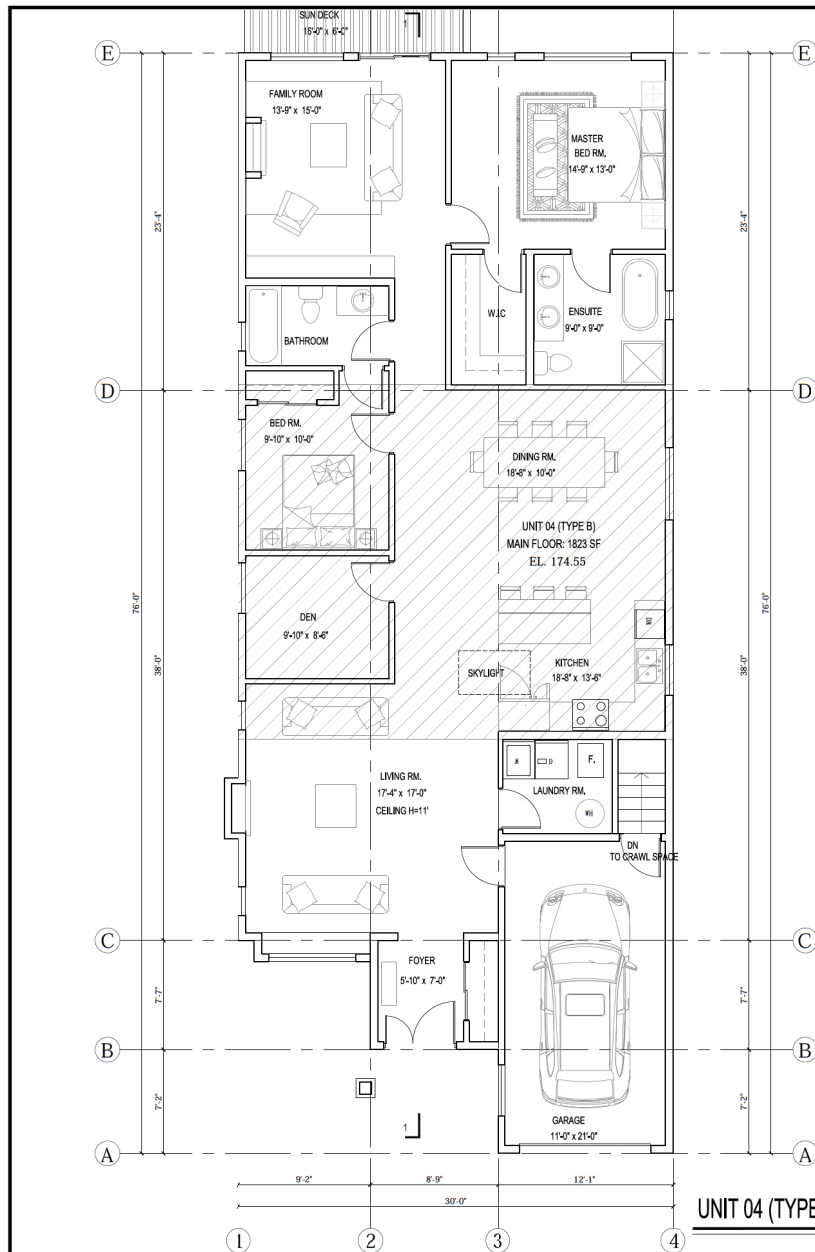 SUN DECK
16'-0" x 6'-0"
1
E
E
FAMILY ROOM
13'-9" x 15'-0"
MASTER
BED RM.
14'-9" x 13'-0"
23'-4"
23'-4"
W.I.C
ENSUITE
9'-0" x 9'-0"
BATHROOM
D
D
BED RM.
9'-10" x 10'-0"
DINING RM.
18'-8" x 10'-0"
UNIT 04 (TYPE B)
MAIN FLOOR: 1823 SF
EL. 174.55
76'-0"
76'-0"
DEN
9'-10" x 8'-6"
38'-0"
38'-0"
SKYLIGHT
KITCHEN
18'-8" x 13'-6"
D
F.
LIVING RM.
17'-4" x 17'-0"
CEILING H=11'
LAUNDRY RM.
WH
DN
TO CRAWL SPACE
C
C
FOYER
5'-10" x 7'-0"
7'-7"
7'-7"
B
B
7'-2"
7'-2"
1
GARAGE
11'-0" x 21'-0"
A
A
9'-2"
8'-9"
12'-1"
30'-0"
UNIT 04 (TYPE
1
2
3
4